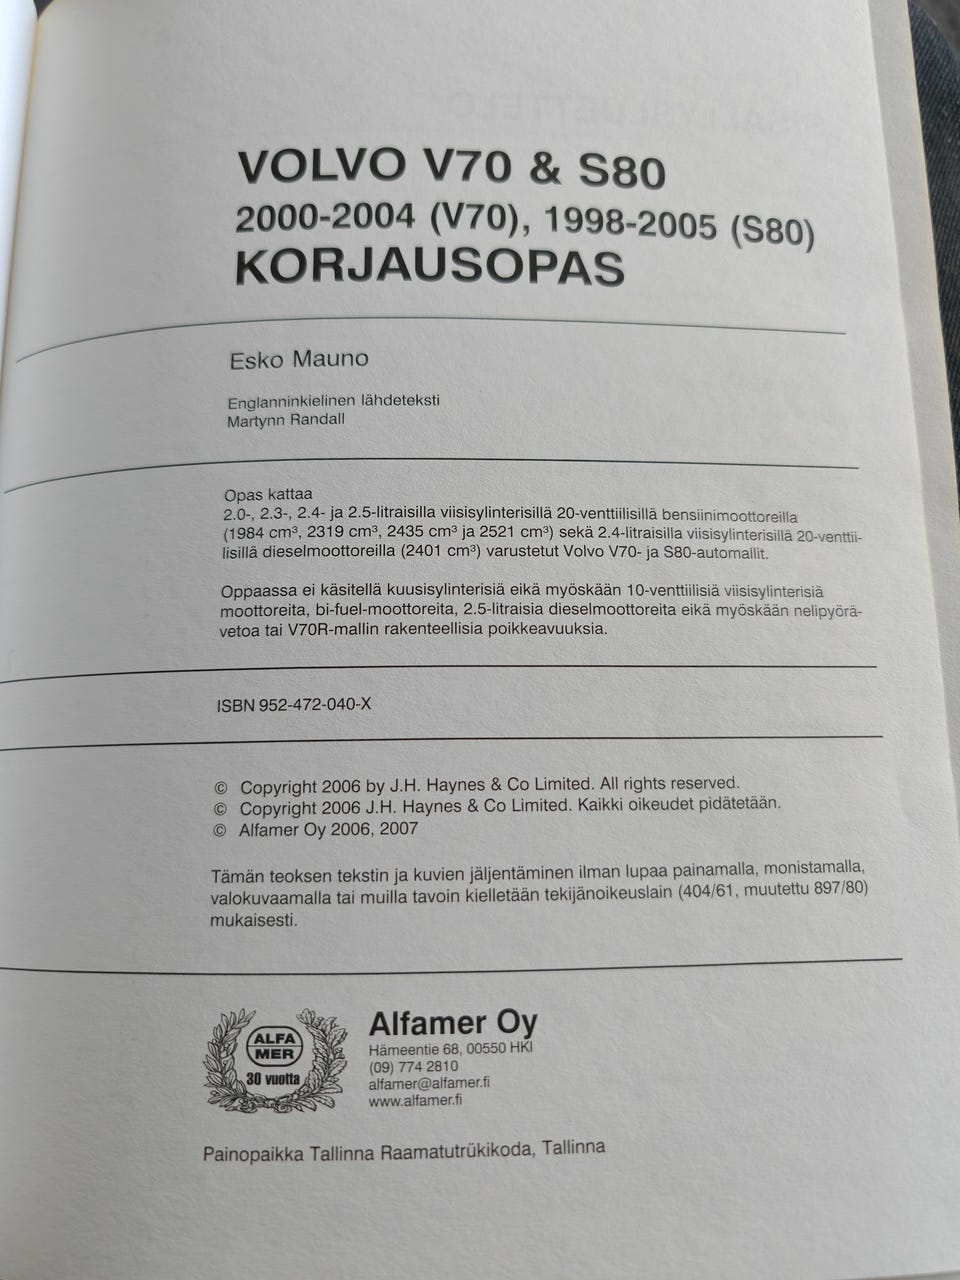 VOLVO V70 & S80
2000-2004 (V70), 1998-2005 (S80)
KORJAUSOPAS
Esko Mauno
Englanninkielinen lähdeteksti
Martynn Randall
Opas kattaa
2.0-, 2.3-, 2.4- ja 2.5-litraisilla viisisylinterisillä 20-venttiilisillä bensiinimoottoreilla
(1984 cm³, 2319 cm³, 2435 cm³ ja 2521 cm³) sekä 2.4-litraisilla viisisylinterisillä 20-venttii-
lisillä dieselmoottoreilla (2401 cm³) varustetut Volvo V70- ja S80-automallit.
Oppaassa ei käsitellä kuusisylinterisiä eikä myöskään 10-venttiilisiä viisisylinterisiä
moottoreita, bi-fuel-moottoreita, 2.5-litraisia dieselmoottoreita eikä myöskään nelipyörä-
vetoa tai V70R-mallin rakenteellisia poikkeavuuksia.
ISBN 952-472-040-X
© Copyright 2006 by J.H. Haynes & Co Limited. All rights reserved.
© Copyright 2006 J.H. Haynes & Co Limited. Kaikki oikeudet pidätetään.
© Alfamer Oy 2006, 2007
Tämän teoksen tekstin ja kuvien jäljentäminen ilman lupaa painamalla, monistamalla,
valokuvaamalla tai muilla tavoin kielletään tekijänoikeuslain (404/61, muutettu 897/80)
mukaisesti.
ALFA
MER
30 vuotta
Alfamer Oy
Hämeentie 68, 00550 HKI
(09) 774 2810
alfamer@alfamer.fi
www.alfamer.fi
Painopaikka Tallinna Raamatutrükikoda, Tallinna